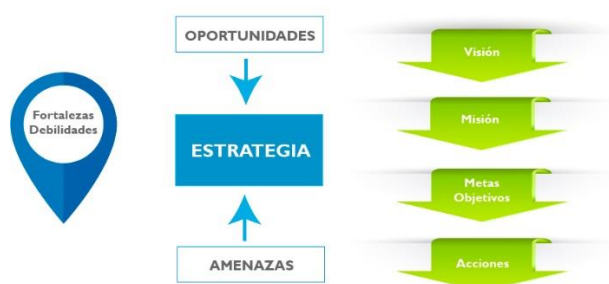 Fortalezas
Debilidades
OPORTUNIDADES
ESTRATEGIA
AMENAZAS
Visión
Misión
Metas
Objetivos
Acciones